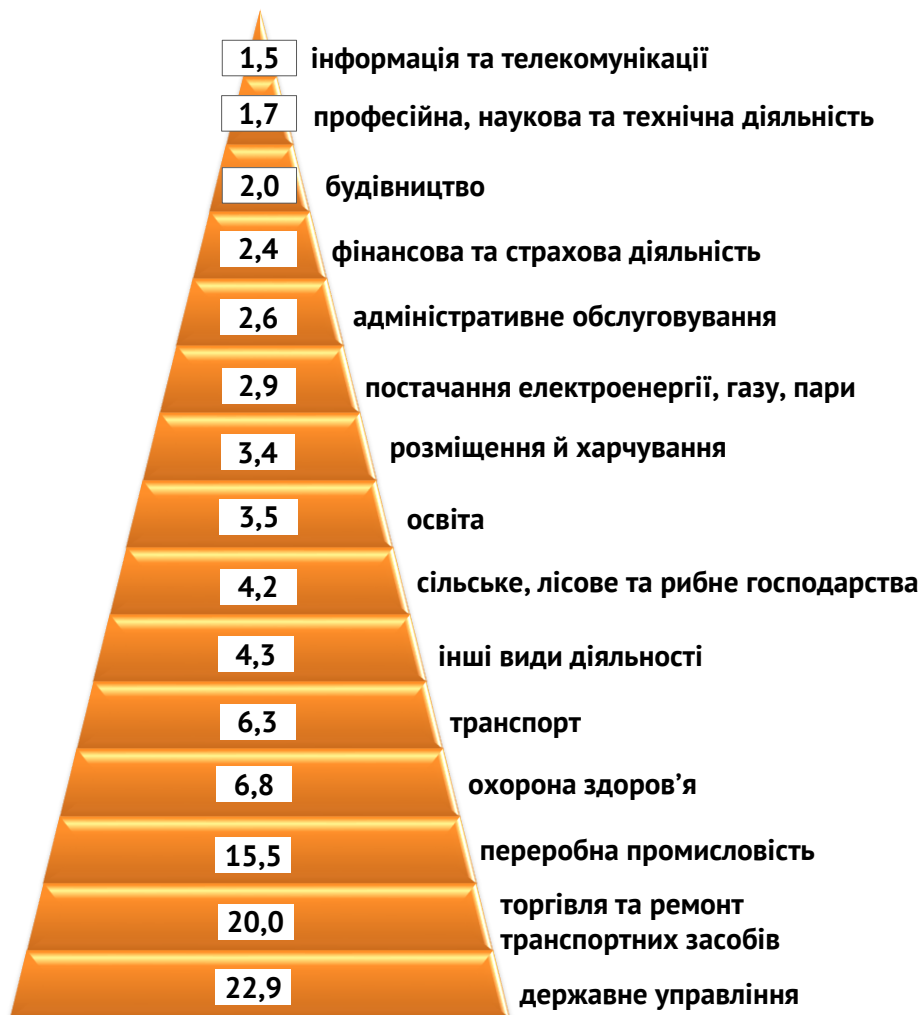 1,5 інформація та телекомунікації
1,7 професійна, наукова та технічна діяльність
2,0 будівництво
2,4 фінансова та страхова діяльність
2,6 адміністративне обслуговування
2,9 постачання електроенергії, газу, пари
3,4 розміщення й харчування
3,5 освіта
4,2 сільське, лісове та рибне господарства
4,3 інші види діяльності
6,3 транспорт
6,8 охорона здоров’я
15,5 переробна промисловість
20,0 торгівля та ремонт
транспортних засобів
22,9 державне управління